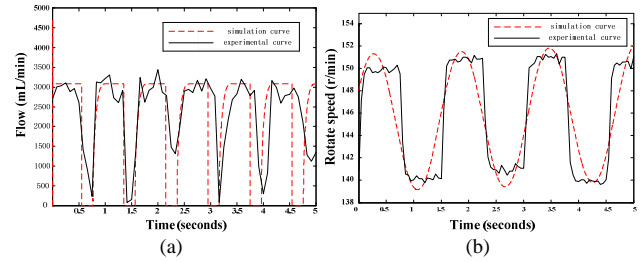 (a)
5000
4500
4000
3500
3000
2500
2000
1500
1000
500
0
Flow (mL/min)
simulation curve
experimental curve
0.5 1 1.5 2 2.5 3 3.5 4 4.5 5
Time (seconds)
(a)
(b)
154
152
150
148
146
144
142
140
138
Rotate speed (r/min)
simulation curve
experimental curve
0 0.5 1 1.5 2 2.5 3 3.5 4 4.5 5
Time (seconds)
(b)